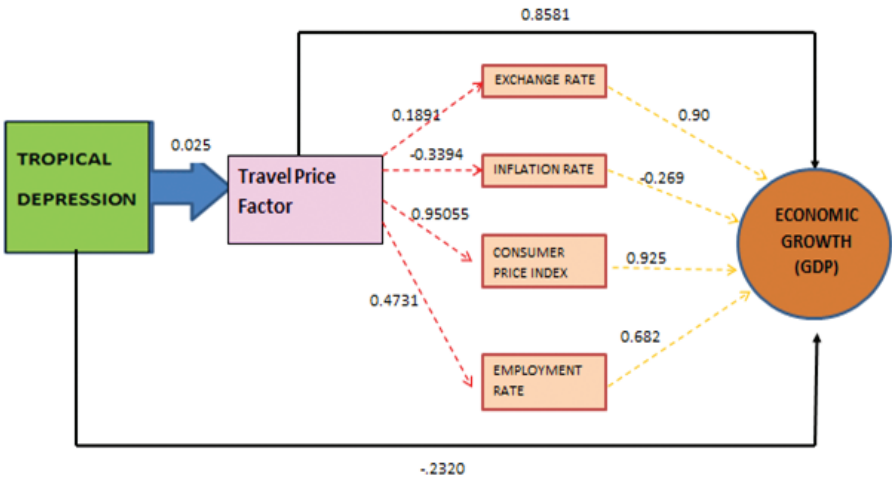 0.8581
EXCHANGE RATE
0.1891
0.90
TROPICAL
DEPRESSION
0.025
Travel Price
Factor
-0.3394
INFLATION RATE
-0.269
ECONOMIC
GROWTH
(GDP)
0.95055
CONSUMER
PRICE INDEX
0.925
0.4731
0.682
EMPLOYMENT
RATE
-.2320